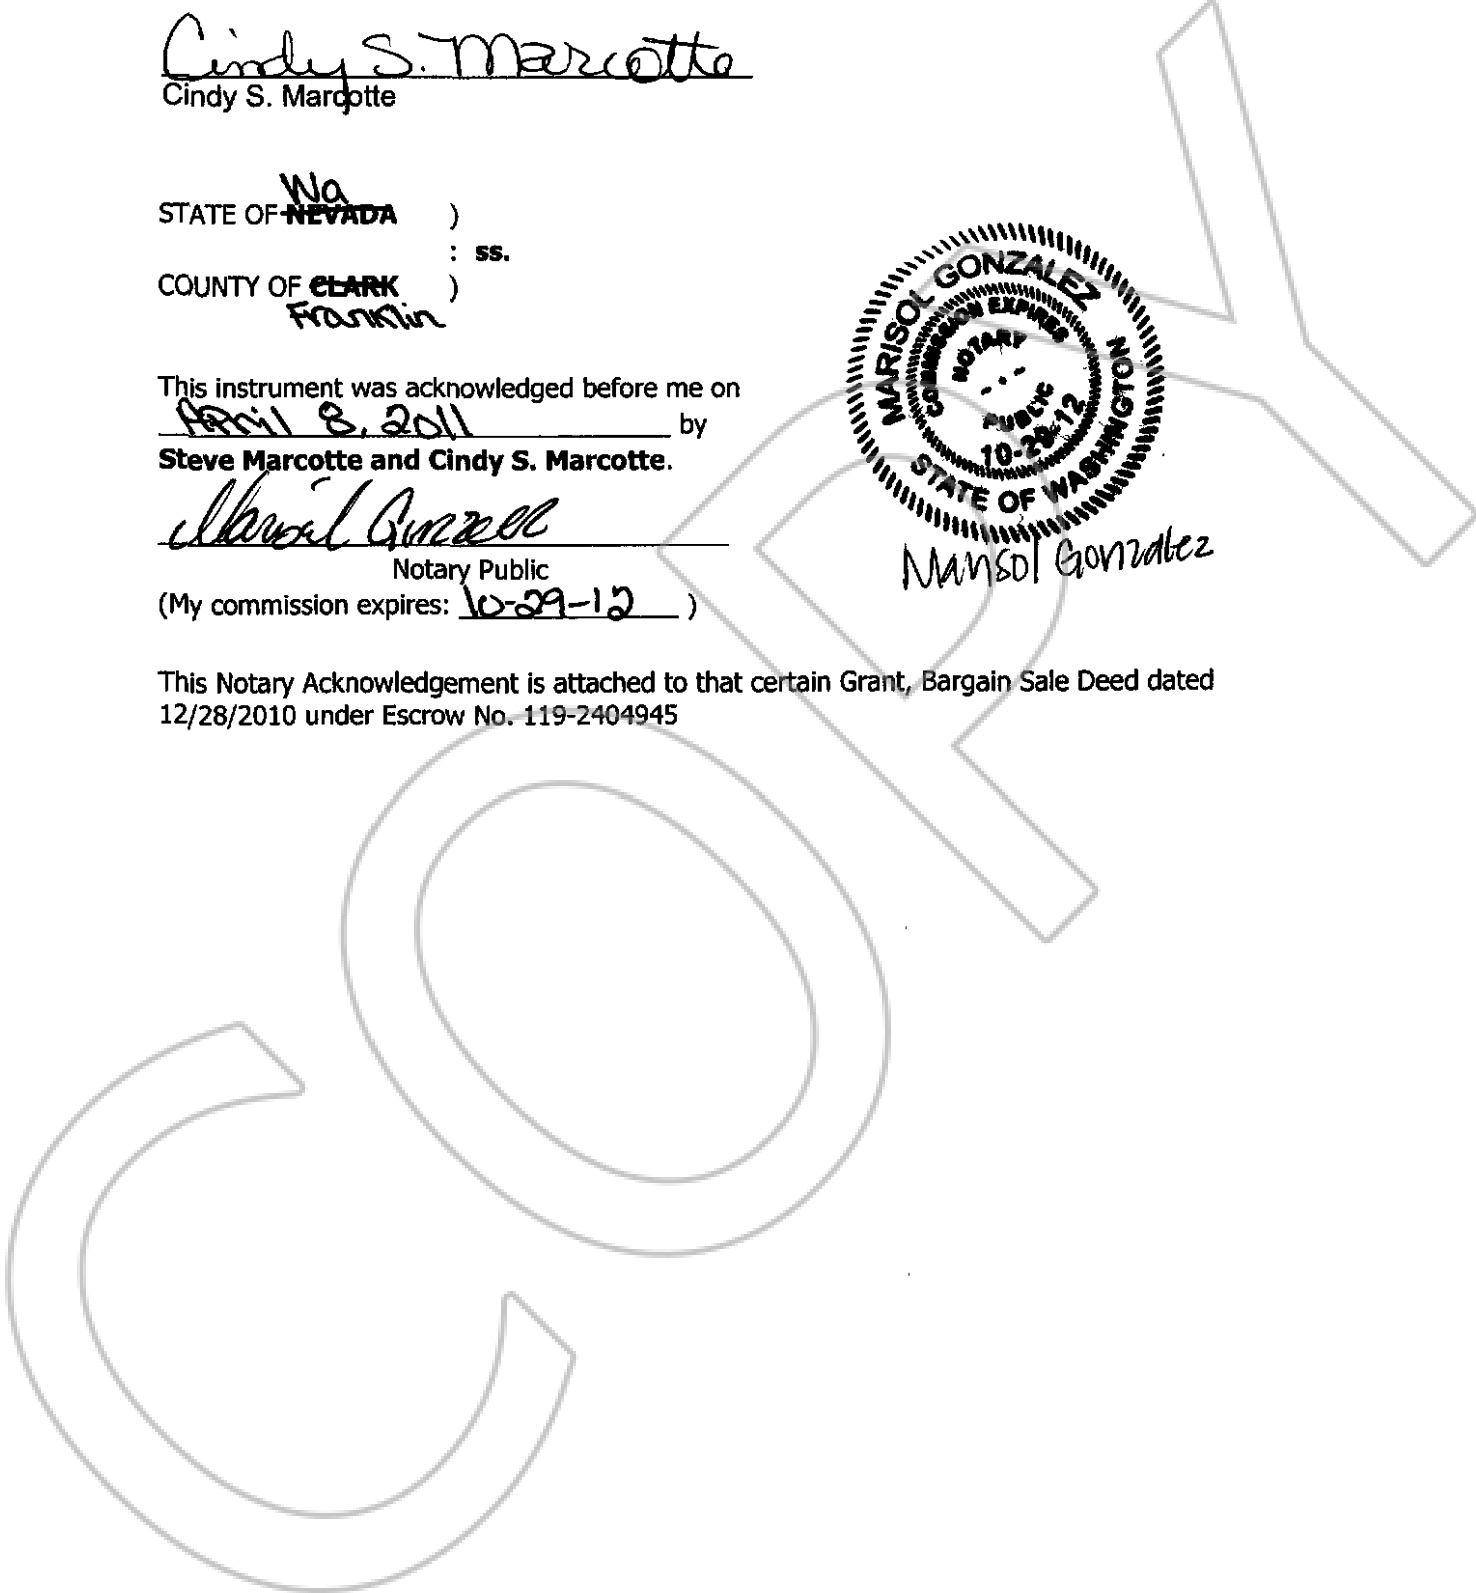 Cindy S. Marcotte
Cindy S. Marcotte
Wa
STATE OF NEVADA )
: ss.
COUNTY OF CLARK )
Franklin
This instrument was acknowledged before me on
April 8, 2011 by
Steve Marcotte and Cindy S. Marcotte.
Marisol Gonzalez
Notary Public
(My commission expires: 10-29-12 )
MARISOL GONZALEZ
COMMISSION EXPIRES
NOTARY
PUBLIC
10-29-12
STATE OF WASHINGTON
NOTARY
Marisol Gonzalez
This Notary Acknowledgement is attached to that certain Grant, Bargain Sale Deed dated
12/28/2010 under Escrow No. 119-2404945
COPY